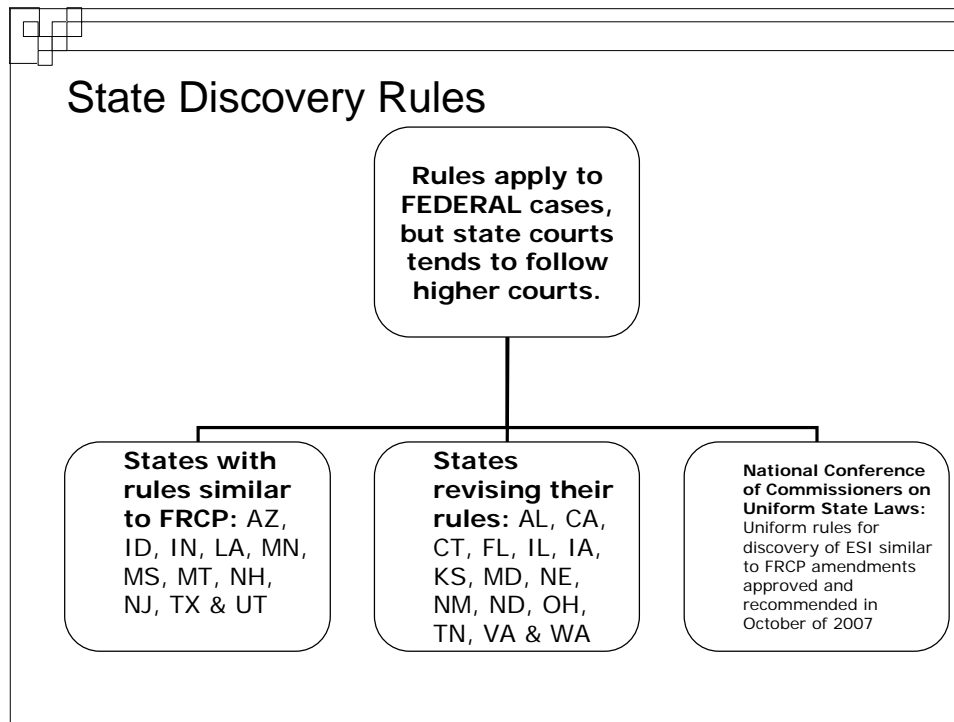 State Discovery Rules
Rules apply to
FEDERAL cases,
but state courts
tends to follow
higher courts.
States with
rules similar
to FRCP: AZ,
ID, IN, LA, MN,
MS, MT, NH,
NJ, TX & UT
States
revising their
rules: AL, CA,
CT, FL, IL, IA,
KS, MD, NE,
NM, ND, OH,
TN, VA & WA
National Conference
of Commissioners on
Uniform State Laws:
Uniform rules for
discovery of ESI similar
to FRCP amendments
approved and
recommended in
October of 2007